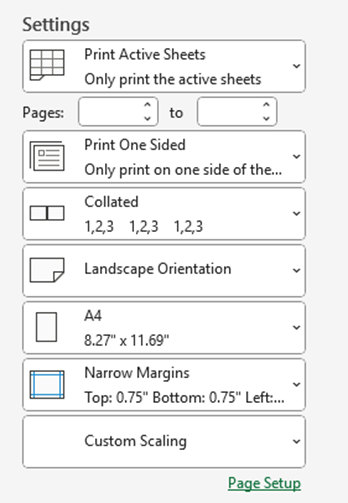 Settings
Print Active Sheets
Only print the active sheets
Pages: to
Print One Sided
Only print on one side of the...
Collated
1,2,3 1,2,3 1,2,3
Landscape Orientation
A4
8.27" x 11.69"
Narrow Margins
Top: 0.75" Bottom: 0.75" Left:...
Custom Scaling
Page Setup